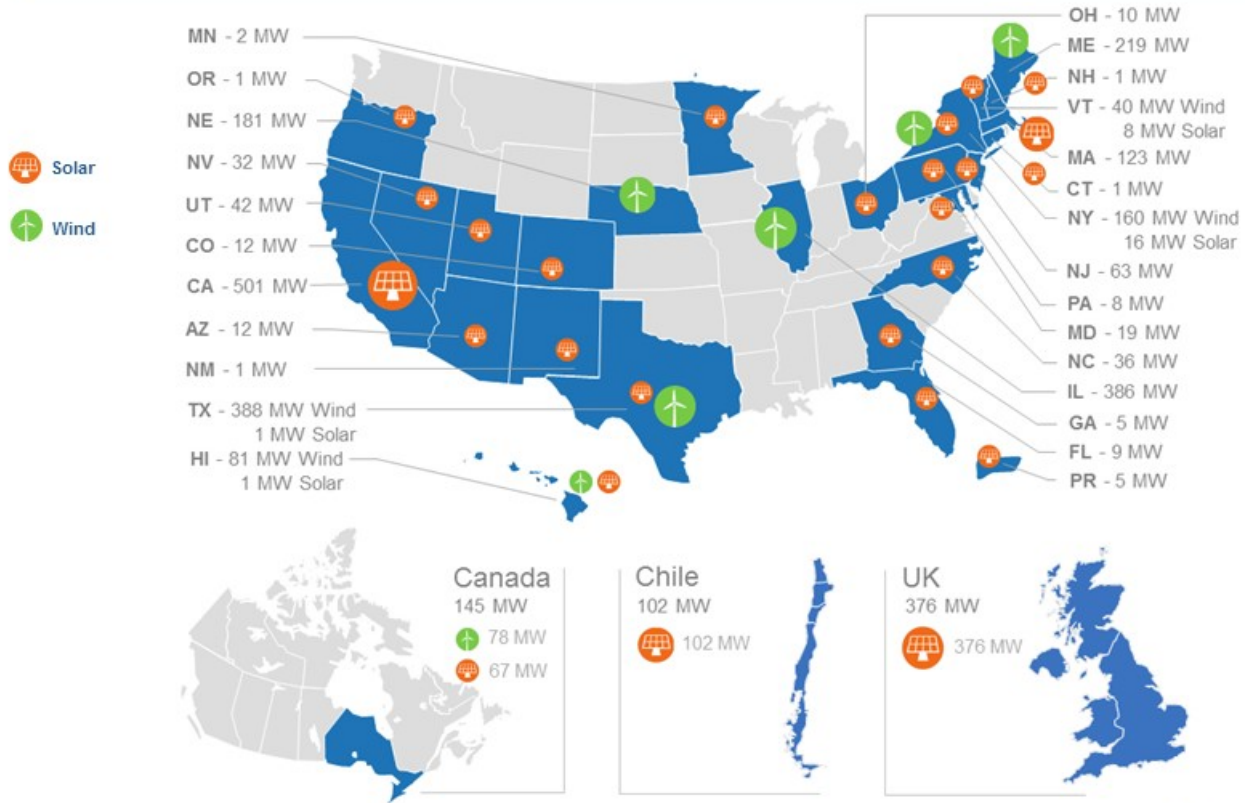 Solar
Wind
MN - 2 MW
OR - 1 MW
NE - 181 MW
NV - 32 MW
UT - 42 MW
CO - 12 MW
CA - 501 MW
AZ - 12 MW
NM - 1 MW
TX - 388 MW Wind
1 MW Solar
HI - 81 MW Wind
1 MW Solar
OH - 10 MW
ME - 219 MW
NH - 1 MW
VT - 40 MW Wind
8 MW Solar
MA - 123 MW
CT - 1 MW
NY - 160 MW Wind
16 MW Solar
NJ - 63 MW
PA - 8 MW
MD - 19 MW
NC - 36 MW
IL - 386 MW
GA - 5 MW
FL - 9 MW
PR - 5 MW
Canada
145 MW
78 MW
67 MW
Chile
102 MW
102 MW
UK
376 MW
376 MW